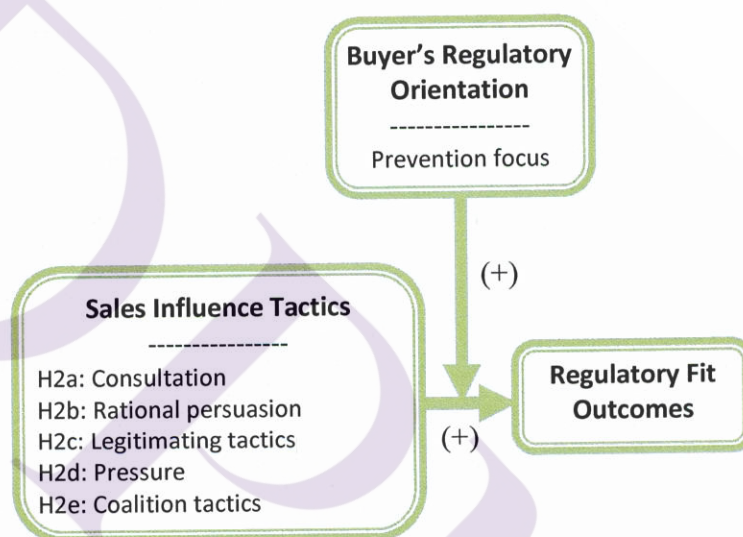 Buyer's Regulatory
Orientation
----------------
Prevention focus
(+)
Sales Influence Tactics
----------------
H2a: Consultation
H2b: Rational persuasion
H2c: Legitimating tactics
H2d: Pressure
H2e: Coalition tactics
(+)
Regulatory Fit
Outcomes